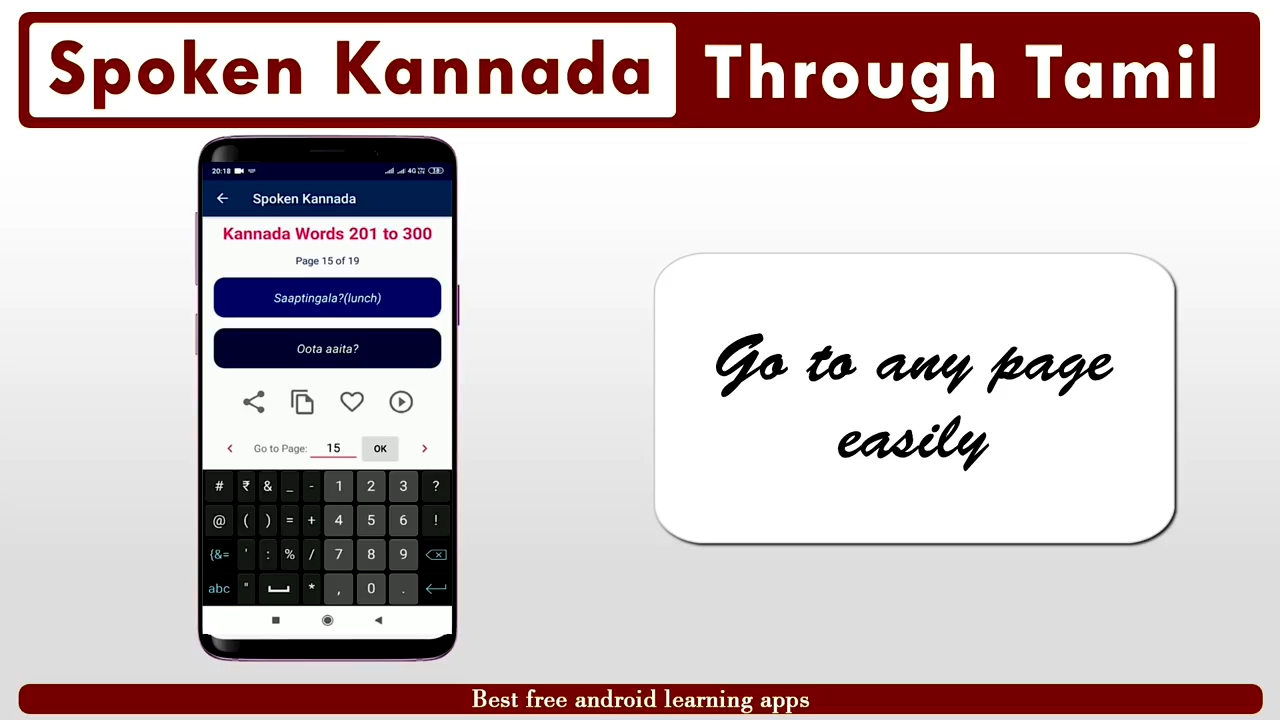 Spoken Kannada Through Tamil
20:18 4G
Spoken Kannada
Kannada Words 201 to 300
Page 15 of 19
Saaptingala?(lunch)
Oota aaita?
Go to Page: 15 OK
# ₹ & _ - 1 2 3 ?
@ ( ) = + 4 5 6 !
{&= ' : % / 7 8 9
abc " * , 0 .
Go to any page
easily
Best free android learning apps